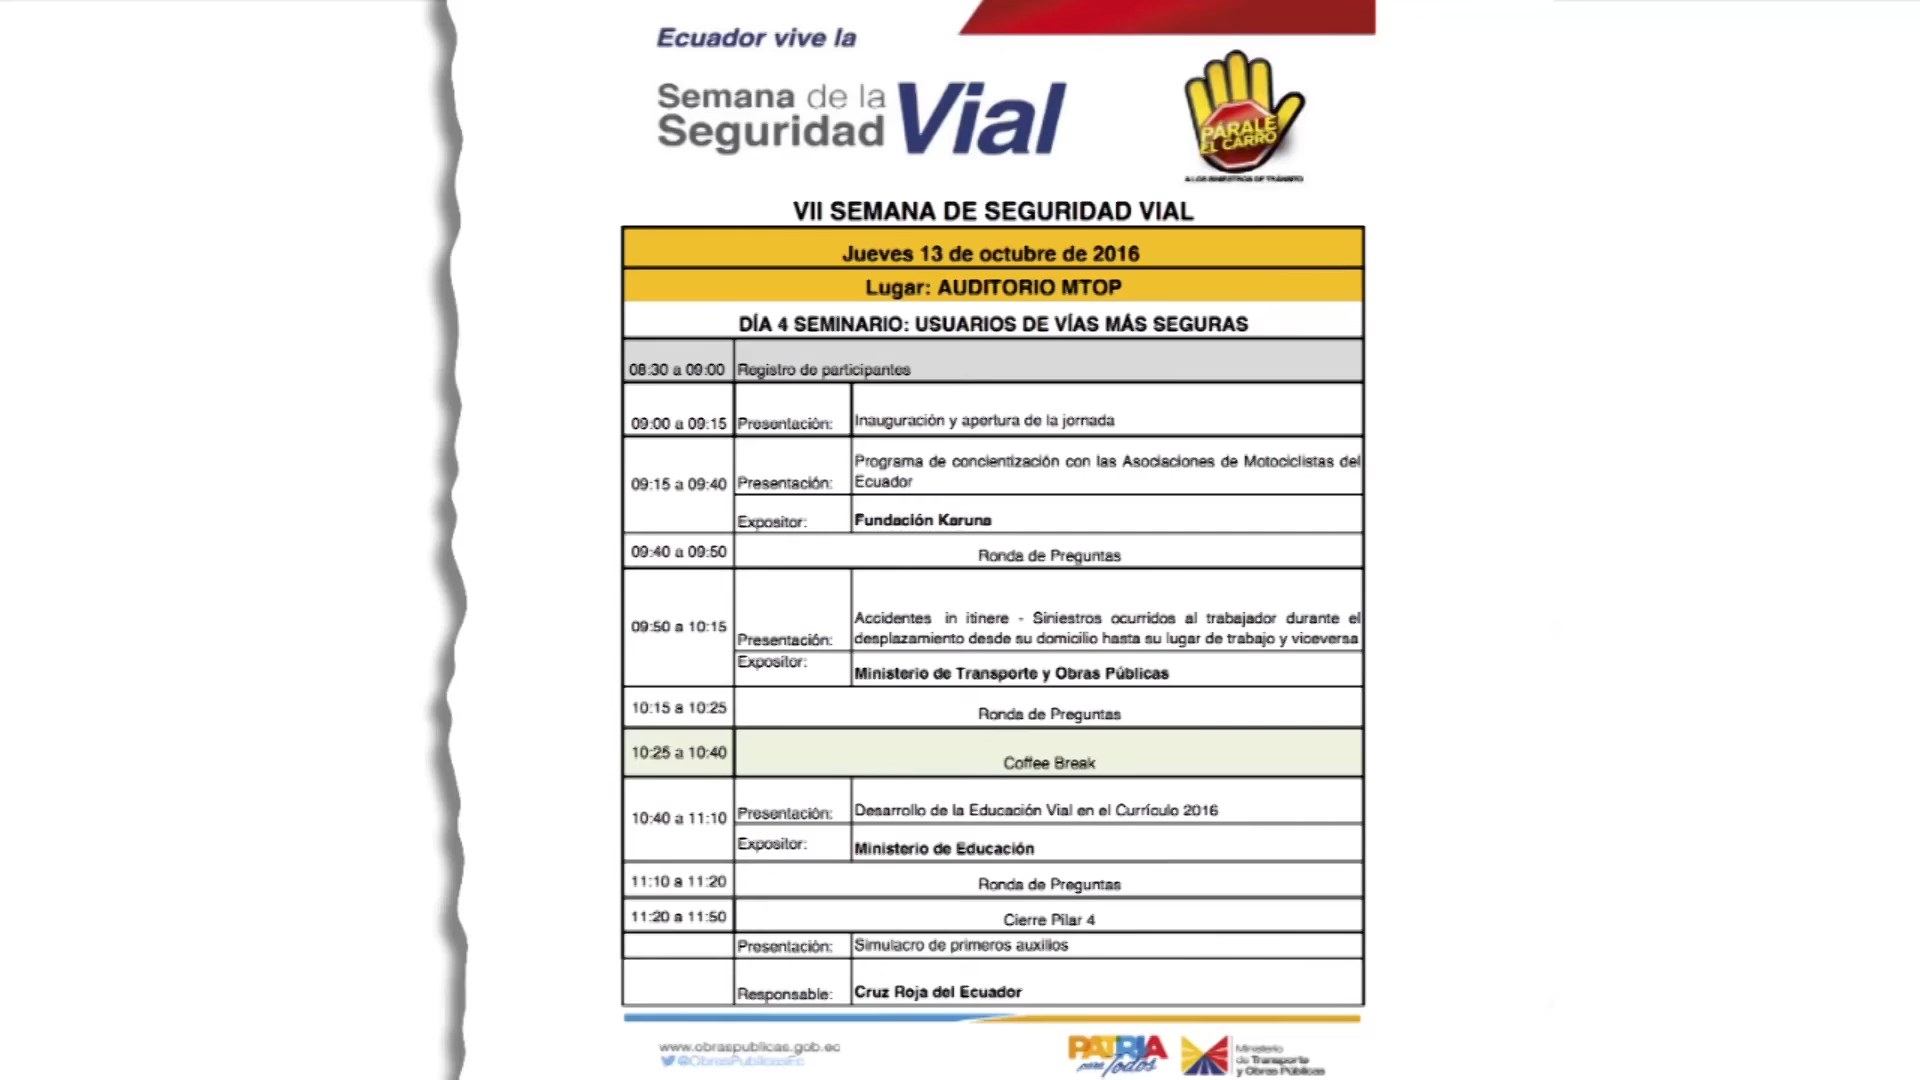 Ecuador vive la
Semana de la
Seguridad Vial
PÁRALE
EL CARRO
A LOS SINIESTROS DE TRÁNSITO
VII SEMANA DE SEGURIDAD VIAL
Jueves 13 de octubre de 2016
Lugar: AUDITORIO MTOP
DÍA 4 SEMINARIO: USUARIOS DE VÍAS MÁS SEGURAS
08:30 a 09:00 Registro de participantes
09:00 a 09:15 Presentación: Inauguración y apertura de la jornada
Programa de concientización con las Asociaciones de Motociclistas del
09:15 a 09:40 Presentación: Ecuador
Expositor: Fundación Karuna
09:40 a 09:50 Ronda de Preguntas
Accidentes in itinere - Siniestros ocurridos al trabajador durante el
09:50 a 10:15 Presentación: desplazamiento desde su domicilio hasta su lugar de trabajo y viceversa
Expositor: Ministerio de Transporte y Obras Públicas
10:15 a 10:25 Ronda de Preguntas
10:25 a 10:40 Coffee Break
10:40 a 11:10 Presentación: Desarrollo de la Educación Vial en el Currículo 2016
Expositor: Ministerio de Educación
11:10 a 11:20 Ronda de Preguntas
11:20 a 11:50 Cierre Pilar 4
Presentación: Simulacro de primeros auxilios
Responsable: Cruz Roja del Ecuador
www.obraspublicas.gob.ec
@ObrasPublicasEc
PATRIA
para Todos
Ministerio
de Transporte
y Obras Públicas